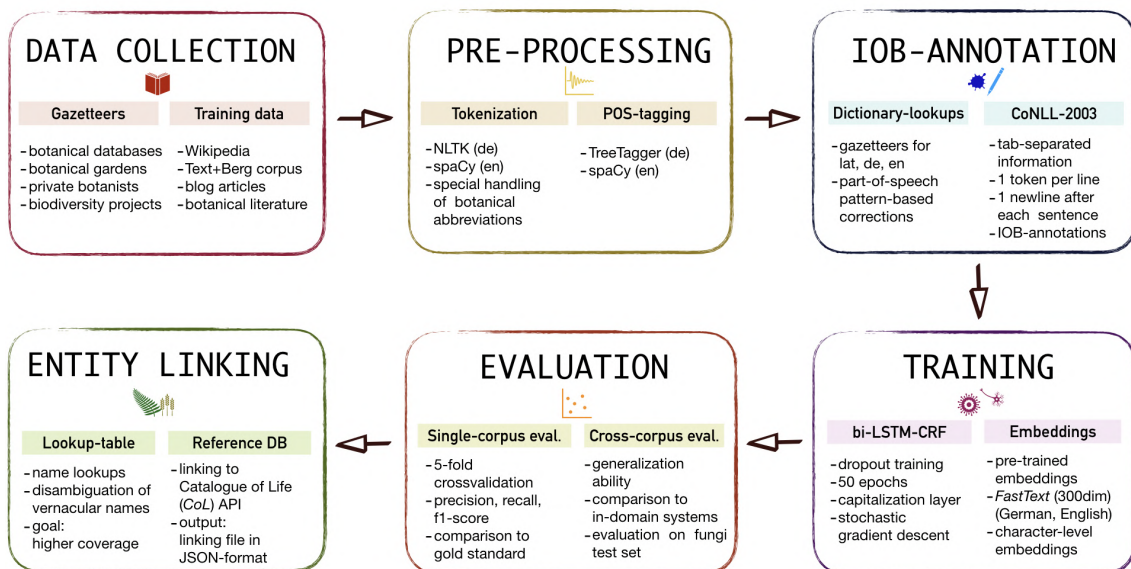 DATA COLLECTION
Gazetteers
-botanical databases
-botanical gardens
-private botanists
-biodiversity projects
Training data
-Wikipedia
-Text+Berg corpus
-blog articles
-botanical literature
PRE-PROCESSING
Tokenization
-NLTK (de)
-spaCy (en)
-special handling
of botanical
abbreviations
POS-tagging
-TreeTagger (de)
-spaCy (en)
IOB-ANNOTATION
Dictionary-lookups
-gazetteers for
lat, de, en
-part-of-speech
pattern-based
corrections
CoNLL-2003
-tab-separated
information
-1 token per line
-1 newline after
each sentence
-IOB-annotations
ENTITY LINKING
Lookup-table
-name lookups
-disambiguation of
vernacular names
-goal:
higher coverage
Reference DB
-linking to
Catalogue of Life
(CoL) API
-output:
linking file in
JSON-format
EVALUATION
Single-corpus eval.
-5-fold
crossvalidation
-precision, recall,
f1-score
-comparison to
gold standard
Cross-corpus eval.
-generalization
ability
-comparison to
in-domain systems
-evaluation on fungi
test set
TRAINING
bi-LSTM-CRF
-dropout training
-50 epochs
-capitalization layer
-stochastic
gradient descent
Embeddings
-pre-trained
embeddings
-FastText (300dim)
(German, English)
-character-level
embeddings